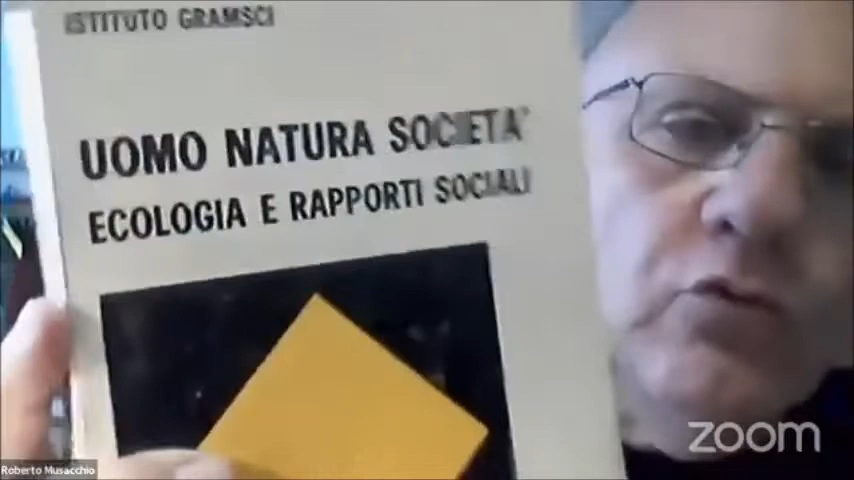 ISTITUTO GRAMSCI
UOMO NATURA SOCIETA'
ECOLOGIA E RAPPORTI SOCIALI
zoom
Roberto Musacchio